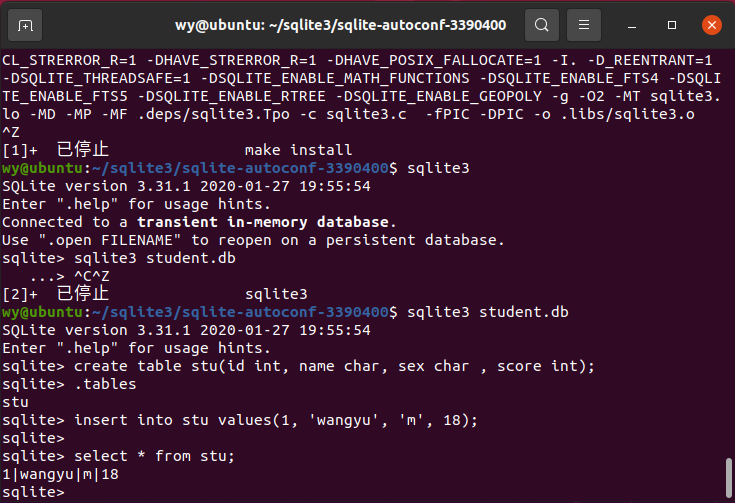 wy@ubuntu: ~/sqlite3/sqlite-autoconf-3390400
CL_STRERROR_R=1 -DHAVE_STRERROR_R=1 -DHAVE_POSIX_FALLOCATE=1 -I. -D_REENTRANT=1
-DSQLITE_THREADSAFE=1 -DSQLITE_ENABLE_MATH_FUNCTIONS -DSQLITE_ENABLE_FTS4 -DSQLI
TE_ENABLE_FTS5 -DSQLITE_ENABLE_RTREE -DSQLITE_ENABLE_GEOPOLY -g -O2 -MT sqlite3.
lo -MD -MP -MF .deps/sqlite3.Tpo -c sqlite3.c  -fPIC -DPIC -o .libs/sqlite3.o
^Z
[1]+  已停止               make install
wy@ubuntu:~/sqlite3/sqlite-autoconf-3390400$ sqlite3
SQLite version 3.31.1 2020-01-27 19:55:54
Enter ".help" for usage hints.
Connected to a transient in-memory database.
Use ".open FILENAME" to reopen on a persistent database.
sqlite> sqlite3 student.db
   ...> ^C^Z
[2]+  已停止               sqlite3
wy@ubuntu:~/sqlite3/sqlite-autoconf-3390400$ sqlite3 student.db
SQLite version 3.31.1 2020-01-27 19:55:54
Enter ".help" for usage hints.
sqlite> create table stu(id int, name char, sex char , score int);
sqlite> .tables
stu
sqlite> insert into stu values(1, 'wangyu', 'm', 18);
sqlite>
sqlite> select * from stu;
1|wangyu|m|18
sqlite>